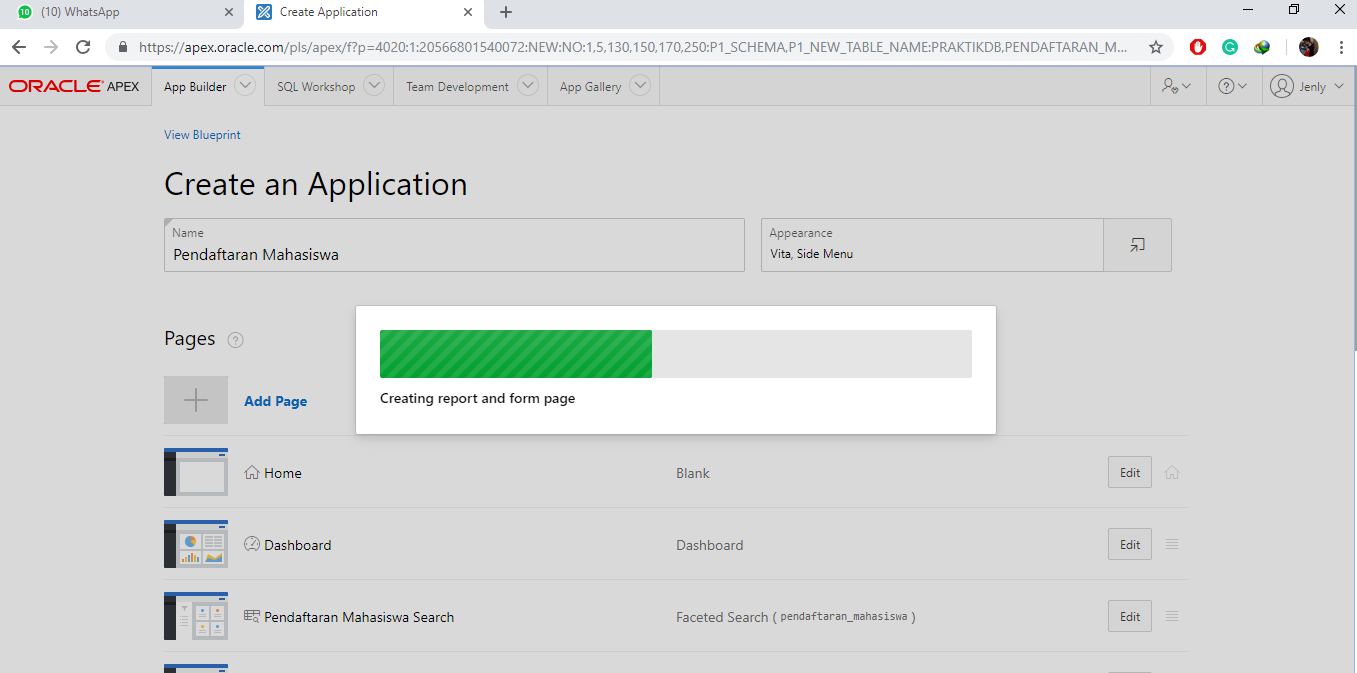 10 (10) WhatsApp
Create Application
https://apex.oracle.com/pls/apex/f?p=4020:1:20566801540072:NEW:NO:1,5,130,150,170,250:P1_SCHEMA,P1_NEW_TABLE_NAME:PRAKTIKDB,PENDAFTARAN_M...
ORACLE APEX App Builder SQL Workshop Team Development App Gallery ? Jenly
View Blueprint
Create an Application
Name
Pendaftaran Mahasiswa
Appearance
Vita, Side Menu
Pages ?
Creating report and form page
Add Page
Home Blank Edit
Dashboard Dashboard Edit
Pendaftaran Mahasiswa Search Faceted Search ( pendaftaran_mahasiswa ) Edit